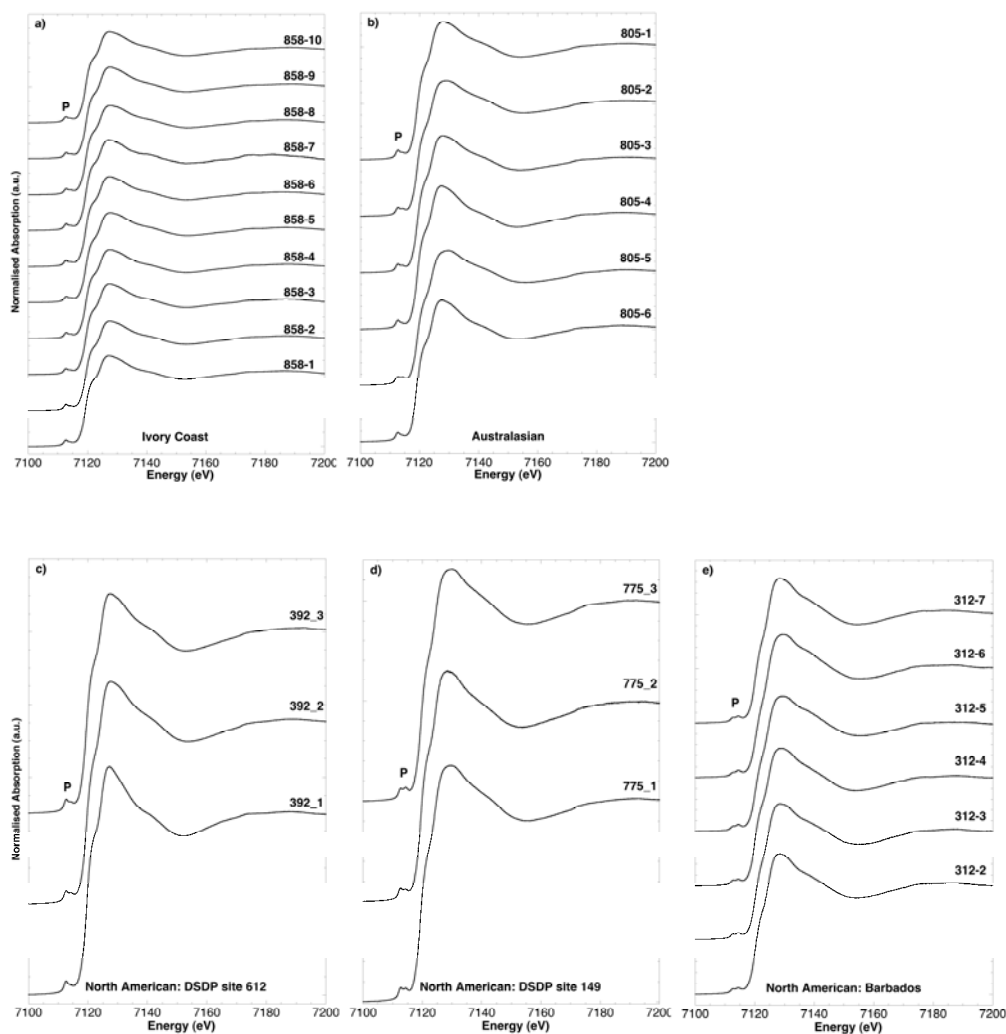 a)
858-10
858-9
858-8
858-7
858-6
858-5
858-4
858-3
858-2
858-1
P
Ivory Coast
Normalised Absorption (a.u.)
7100 7120 7140 7160 7180 7200
Energy (eV)
b)
805-1
805-2
805-3
805-4
805-5
805-6
P
Australasian
7100 7120 7140 7160 7180 7200
Energy (eV)
c)
392_3
392_2
392_1
P
North American: DSDP site 612
Normalised Absorption (a.u.)
7100 7120 7140 7160 7180 7200
Energy (eV)
d)
775_3
775_2
775_1
P
North American: DSDP site 149
7100 7120 7140 7160 7180 7200
Energy (eV)
e)
312-7
312-6
312-5
312-4
312-3
312-2
P
North American: Barbados
7100 7120 7140 7160 7180 7200
Energy (eV)